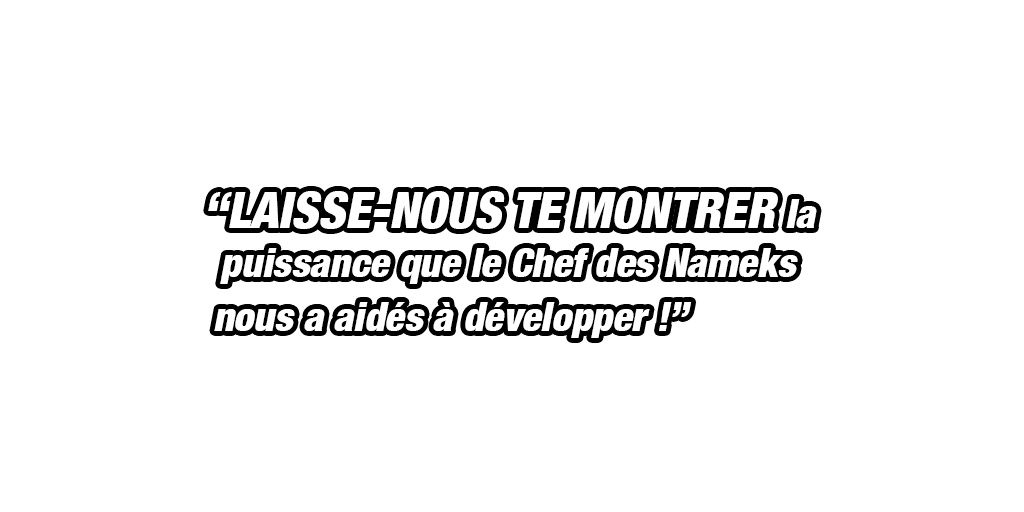 “LAISSE-NOUS TE MONTRER la
puissance que le Chef des Nameks
nous a aidés à développer !”